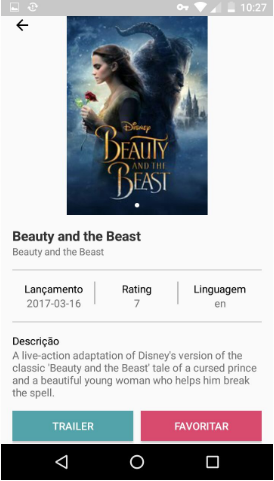 10:27
Disney
BEAUTY
AND THE
BEAST
Beauty and the Beast
Beauty and the Beast
Lançamento Rating Linguagem
2017-03-16 7 en
Descrição
A live-action adaptation of Disney's version of the
classic 'Beauty and the Beast' tale of a cursed prince
and a beautiful young woman who helps him break
the spell.
TRAILER FAVORITAR